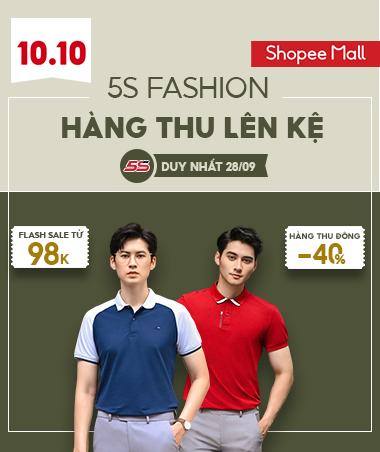 10.10
Shopee Mall
5S FASHION
HÀNG THU LÊN KỆ
5S DUY NHẤT 28/09
FLASH SALE TỪ
98K
HÀNG THU ĐÔNG
-40%